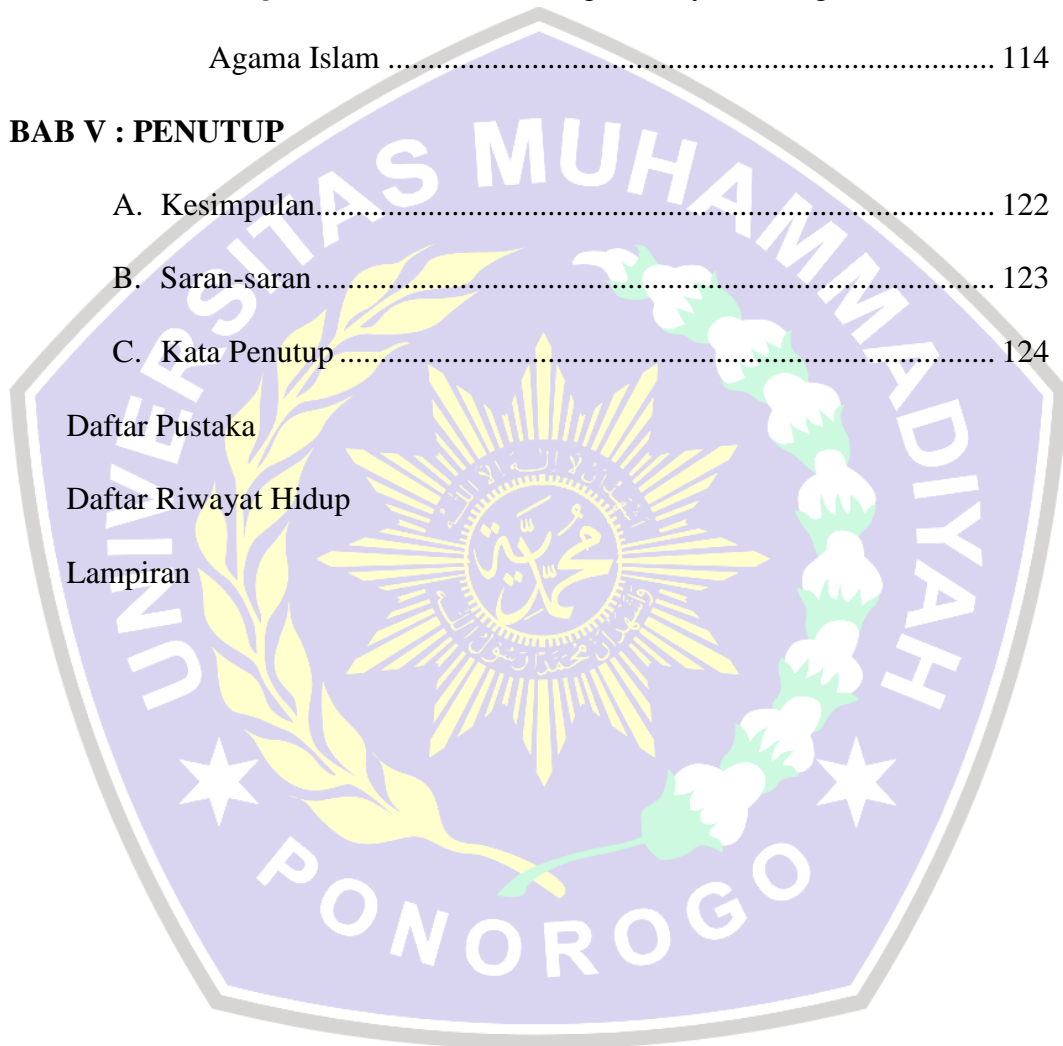 Agama Islam ........................................................................... 114
BAB V : PENUTUP
A. Kesimpulan.................................................................................... 122
B. Saran-saran.................................................................................... 123
C. Kata Penutup ................................................................................. 124
Daftar Pustaka
Daftar Riwayat Hidup
Lampiran
UNIVERSITAS MUHAMMADIYAH
PONOROGO
محمدية